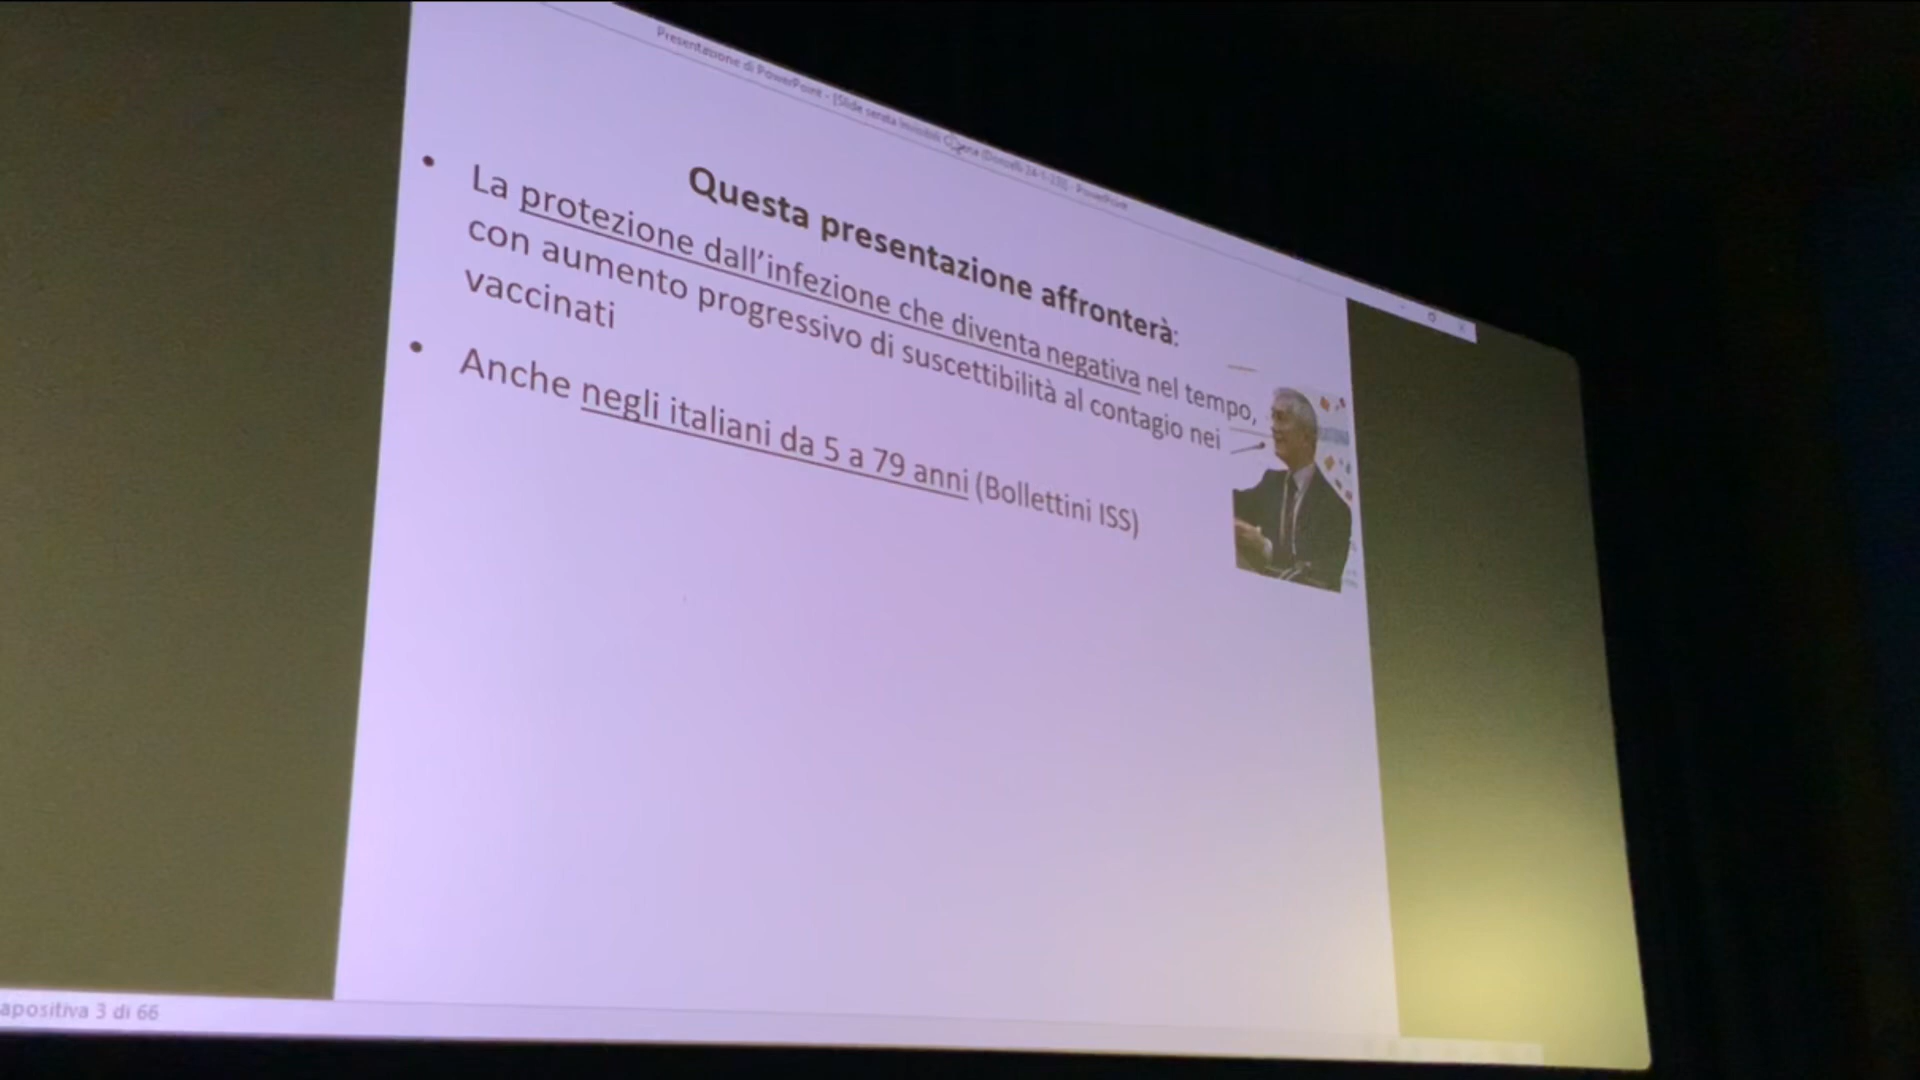 Presentazione di PowerPoint - [Slide serata Invisibili (Donzelli 24-1-23)] - PowerPoint
Questa presentazione affronterà:
• La protezione dall'infezione che diventa negativa nel tempo,
con aumento progressivo di suscettibilità al contagio nei
vaccinati
• Anche negli italiani da 5 a 79 anni (Bollettini ISS)
apositiva 3 di 66